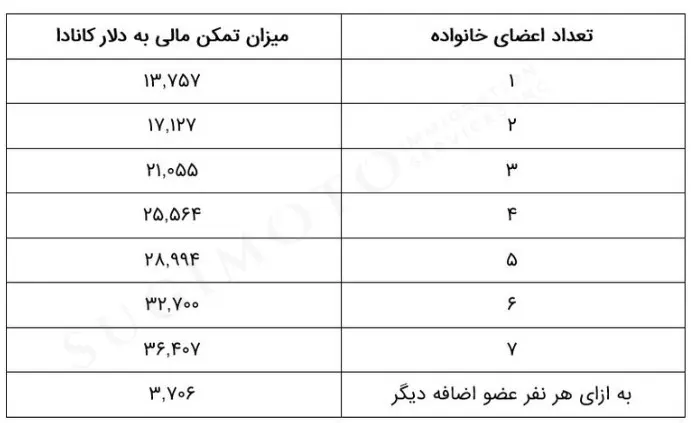 تعداد اعضای خانواده میزان تمکن مالی به دلار کانادا
۱ ۱۳,۷۵۷
۲ ۱۷,۱۲۷
۳ ۲۱,۰۵۵
۴ ۲۵,۵۶۴
۵ ۲۸,۹۹۴
۶ ۳۲,۷۰۰
۷ ۳۶,۴۰۷
به ازای هر نفر عضو اضافه دیگر ۳,۷۰۶
SUGIMOTO
IMMIGRATION
SERVICES INC